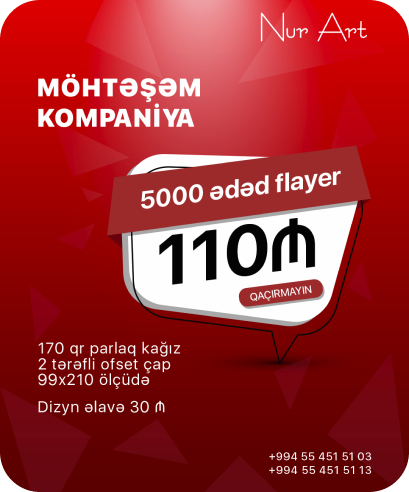 Nur Art
MÖHTƏŞƏM
KOMPANİYA
5000 ədəd flayer
110₼
QAÇIRMAYIN
170 qr parlaq kağız
2 tərəfli ofset çap
99x210 ölçüdə
Dizyn əlavə 30 ₼
+994 55 451 51 03
+994 55 451 51 13